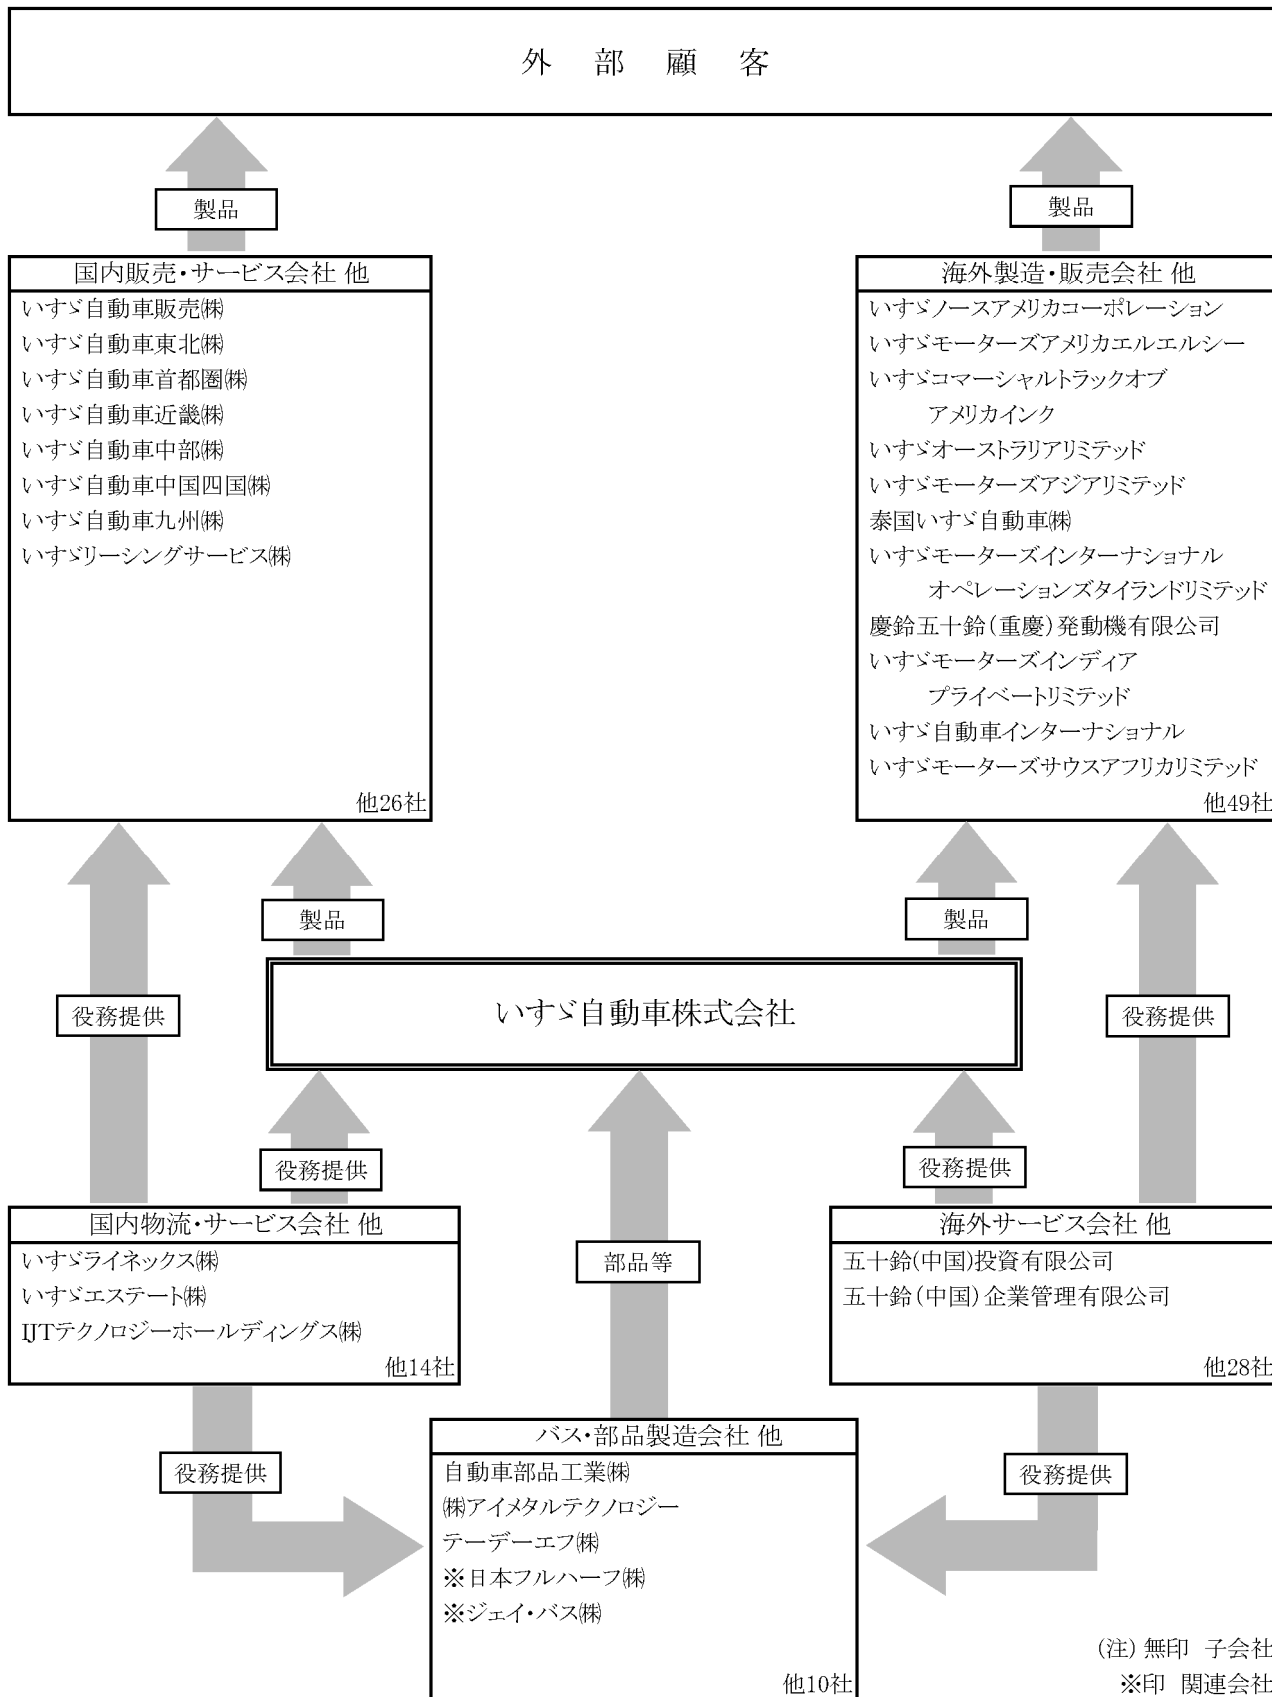 外 部 顧 客
製品
製品
国内販売・サービス会社 他
いすゞ自動車販売㈱
いすゞ自動車東北㈱
いすゞ自動車首都圏㈱
いすゞ自動車近畿㈱
いすゞ自動車中部㈱
いすゞ自動車中国四国㈱
いすゞ自動車九州㈱
いすゞリーシングサービス㈱
他26社
海外製造・販売会社 他
いすゞノースアメリカコーポレーション
いすゞモーターズアメリカエルエルシー
いすゞコマーシャルトラックオブ
アメリカインク
いすゞオーストラリアリミテッド
いすゞモーターズアジアリミテッド
泰国いすゞ自動車㈱
いすゞモーターズインターナショナル
オペレーションズタイランドリミテッド
慶鈴五十鈴(重慶)発動機有限公司
いすゞモーターズインディア
プライベートリミテッド
いすゞ自動車インターナショナル
いすゞモーターズサウスアフリカリミテッド
他49社
製品
製品
役務提供
いすゞ自動車株式会社
役務提供
役務提供
役務提供
国内物流・サービス会社 他
いすゞライネックス㈱
いすゞエステート㈱
IJTテクノロジーホールディングス㈱
他14社
部品等
海外サービス会社 他
五十鈴(中国)投資有限公司
五十鈴(中国)企業管理有限公司
他28社
役務提供
役務提供
バス・部品製造会社 他
自動車部品工業㈱
㈱アイメタルテクノロジー
テーデーエフ㈱
※日本フルハーフ㈱
※ジェイ・バス㈱
他10社
(注) 無印 子会社
※印 関連会社